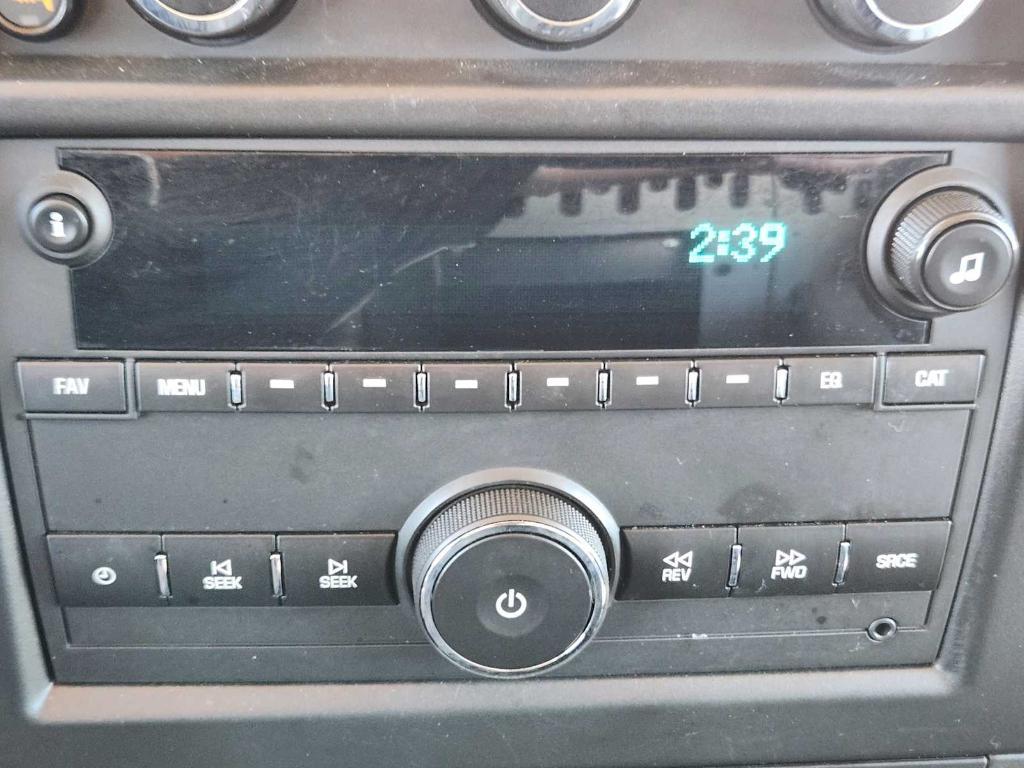 i
2:39
FAV MENU EQ CAT
SEEK SEEK REV FWD SRCE